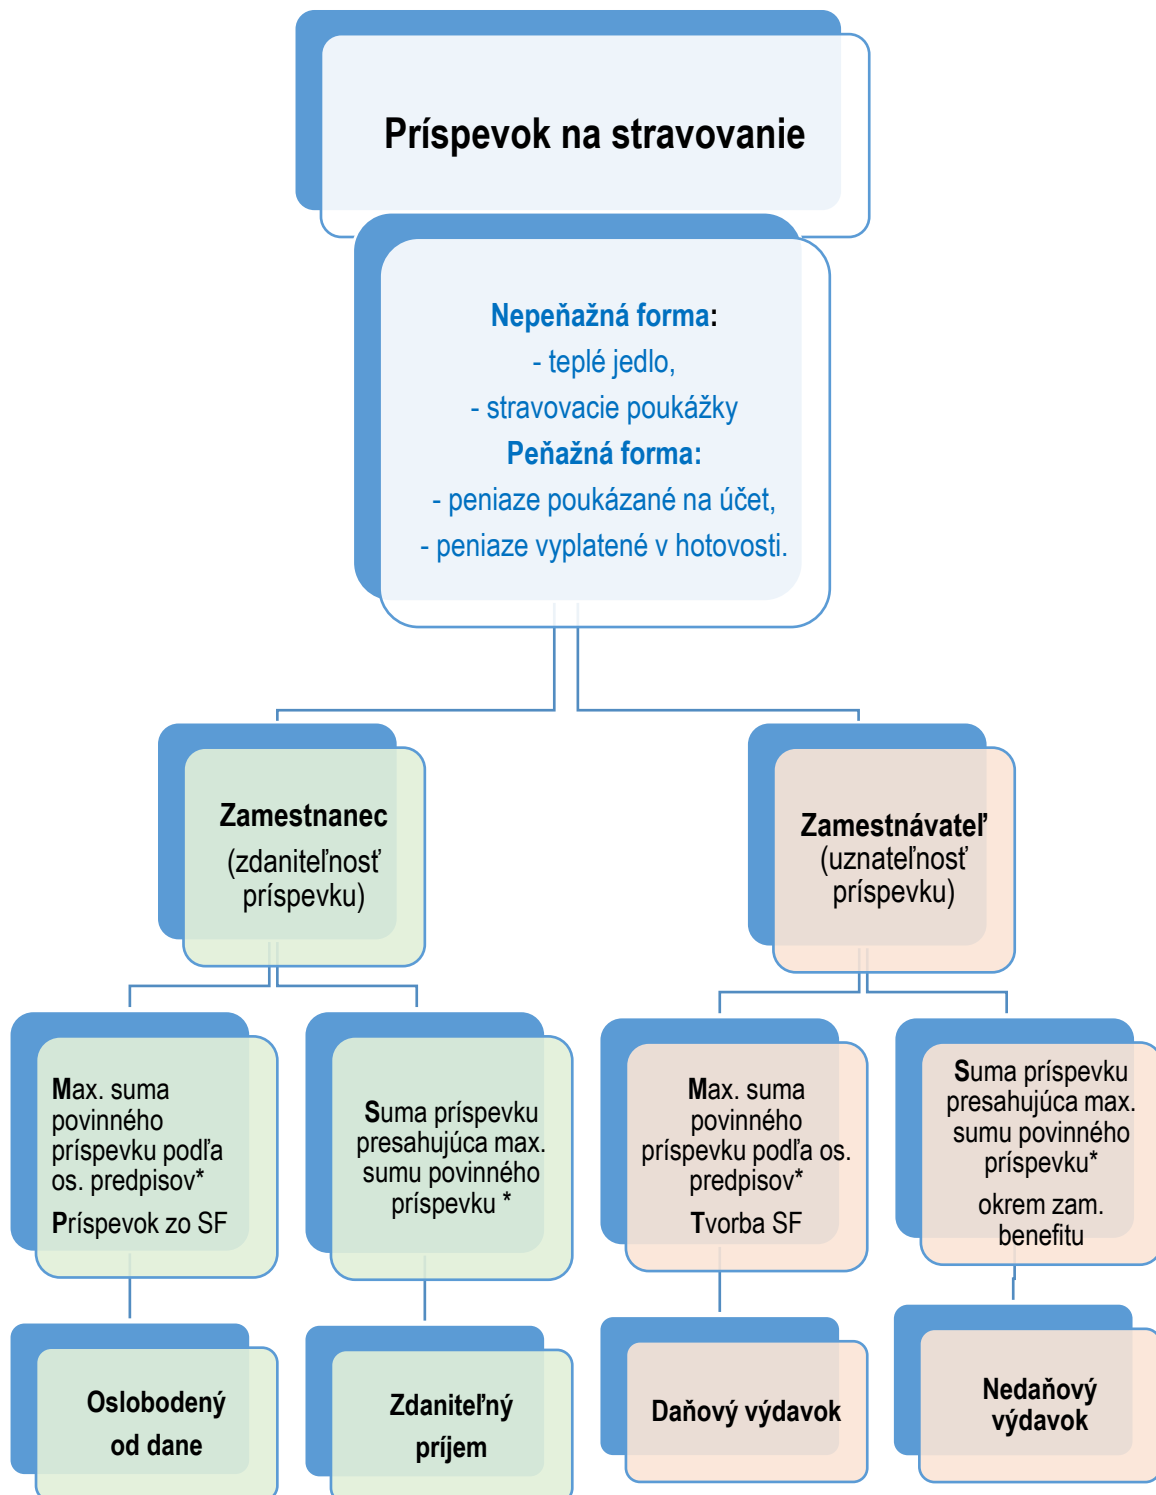 Príspevok na stravovanie
Nepeňažná forma:
- teplé jedlo,
- stravovacie poukážky
Peňažná forma:
- peniaze poukázané na účet,
- peniaze vyplatené v hotovosti.
Zamestnanec
(zdaniteľnosť
príspevku)
Zamestnávateľ
(uznateľnosť
príspevku)
Max. suma
povinného
príspevku podľa
os. predpisov*
Príspevok zo SF
Suma príspevku
presahujúca max.
sumu povinného
príspevku *
Max. suma
povinného
príspevku podľa os.
predpisov*
Tvorba SF
Suma príspevku
presahujúca max.
sumu povinného
príspevku*
okrem zam.
benefitu
Oslobodený
od dane
Zdaniteľný
príjem
Daňový výdavok
Nedaňový
výdavok